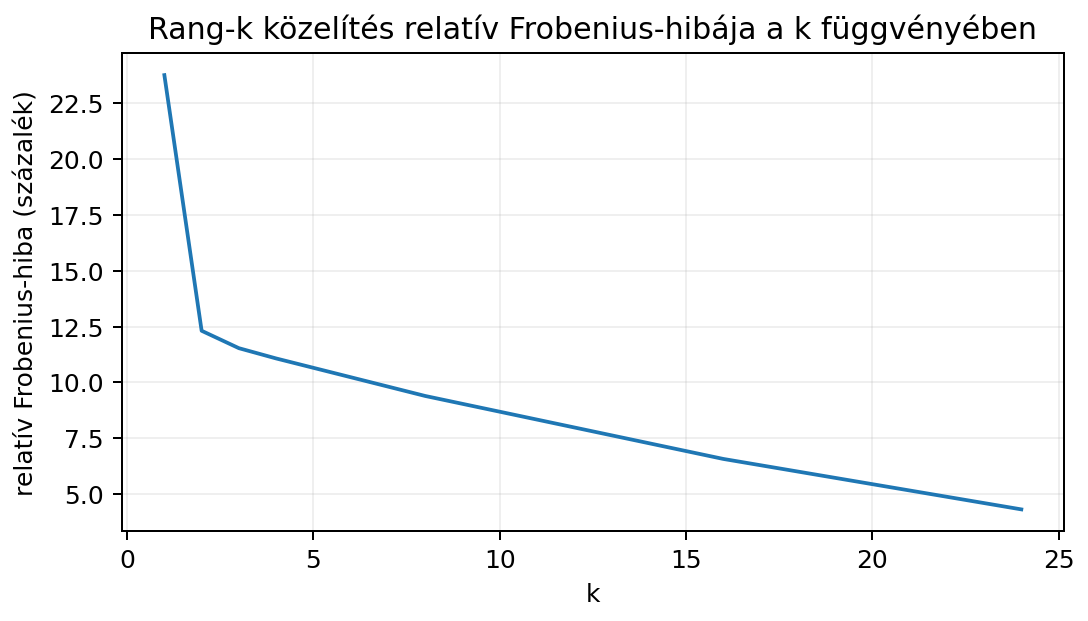 Rang-k közelítés relatív Frobenius-hibája a k függvényében
relatív Frobenius-hiba (százalék)
22.5
20.0
17.5
15.0
12.5
10.0
7.5
5.0
0 5 10 15 20 25
k